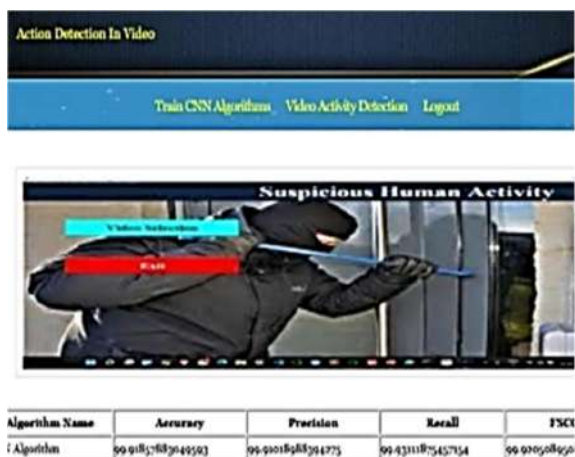 Action Detection In Video
Train CNN Algorithms Video Activity Detection Logout
Suspicious Human Activity
Video Selection
Exit
Algorithm Name Accuracy Precision Recall FSCO
Algorithm